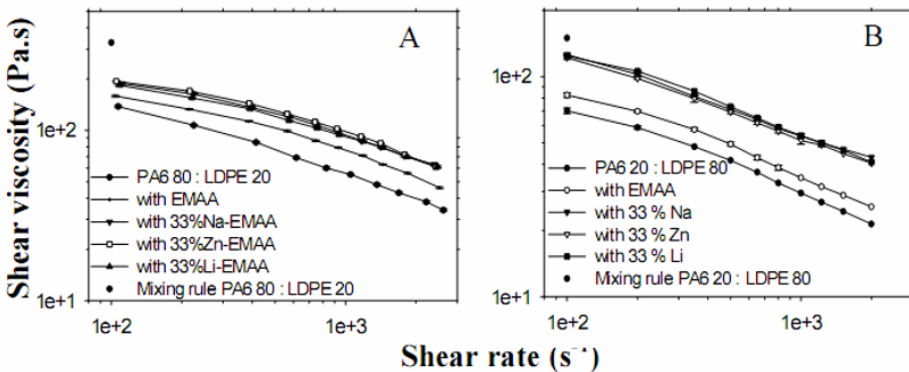 Shear viscosity (Pa.s)
A
1e+2
1e+1
PA6 80 : LDPE 20
with EMAA
with 33%Na-EMAA
with 33%Zn-EMAA
with 33%Li-EMAA
Mixing rule PA6 80 : LDPE 20
1e+2
1e+3
B
1e+2
1e+1
PA6 20 : LDPE 80
with EMAA
with 33 % Na
with 33 % Zn
with 33 % Li
Mixing rule PA6 20 : LDPE 80
1e+2
1e+3
Shear rate (s⁻¹)